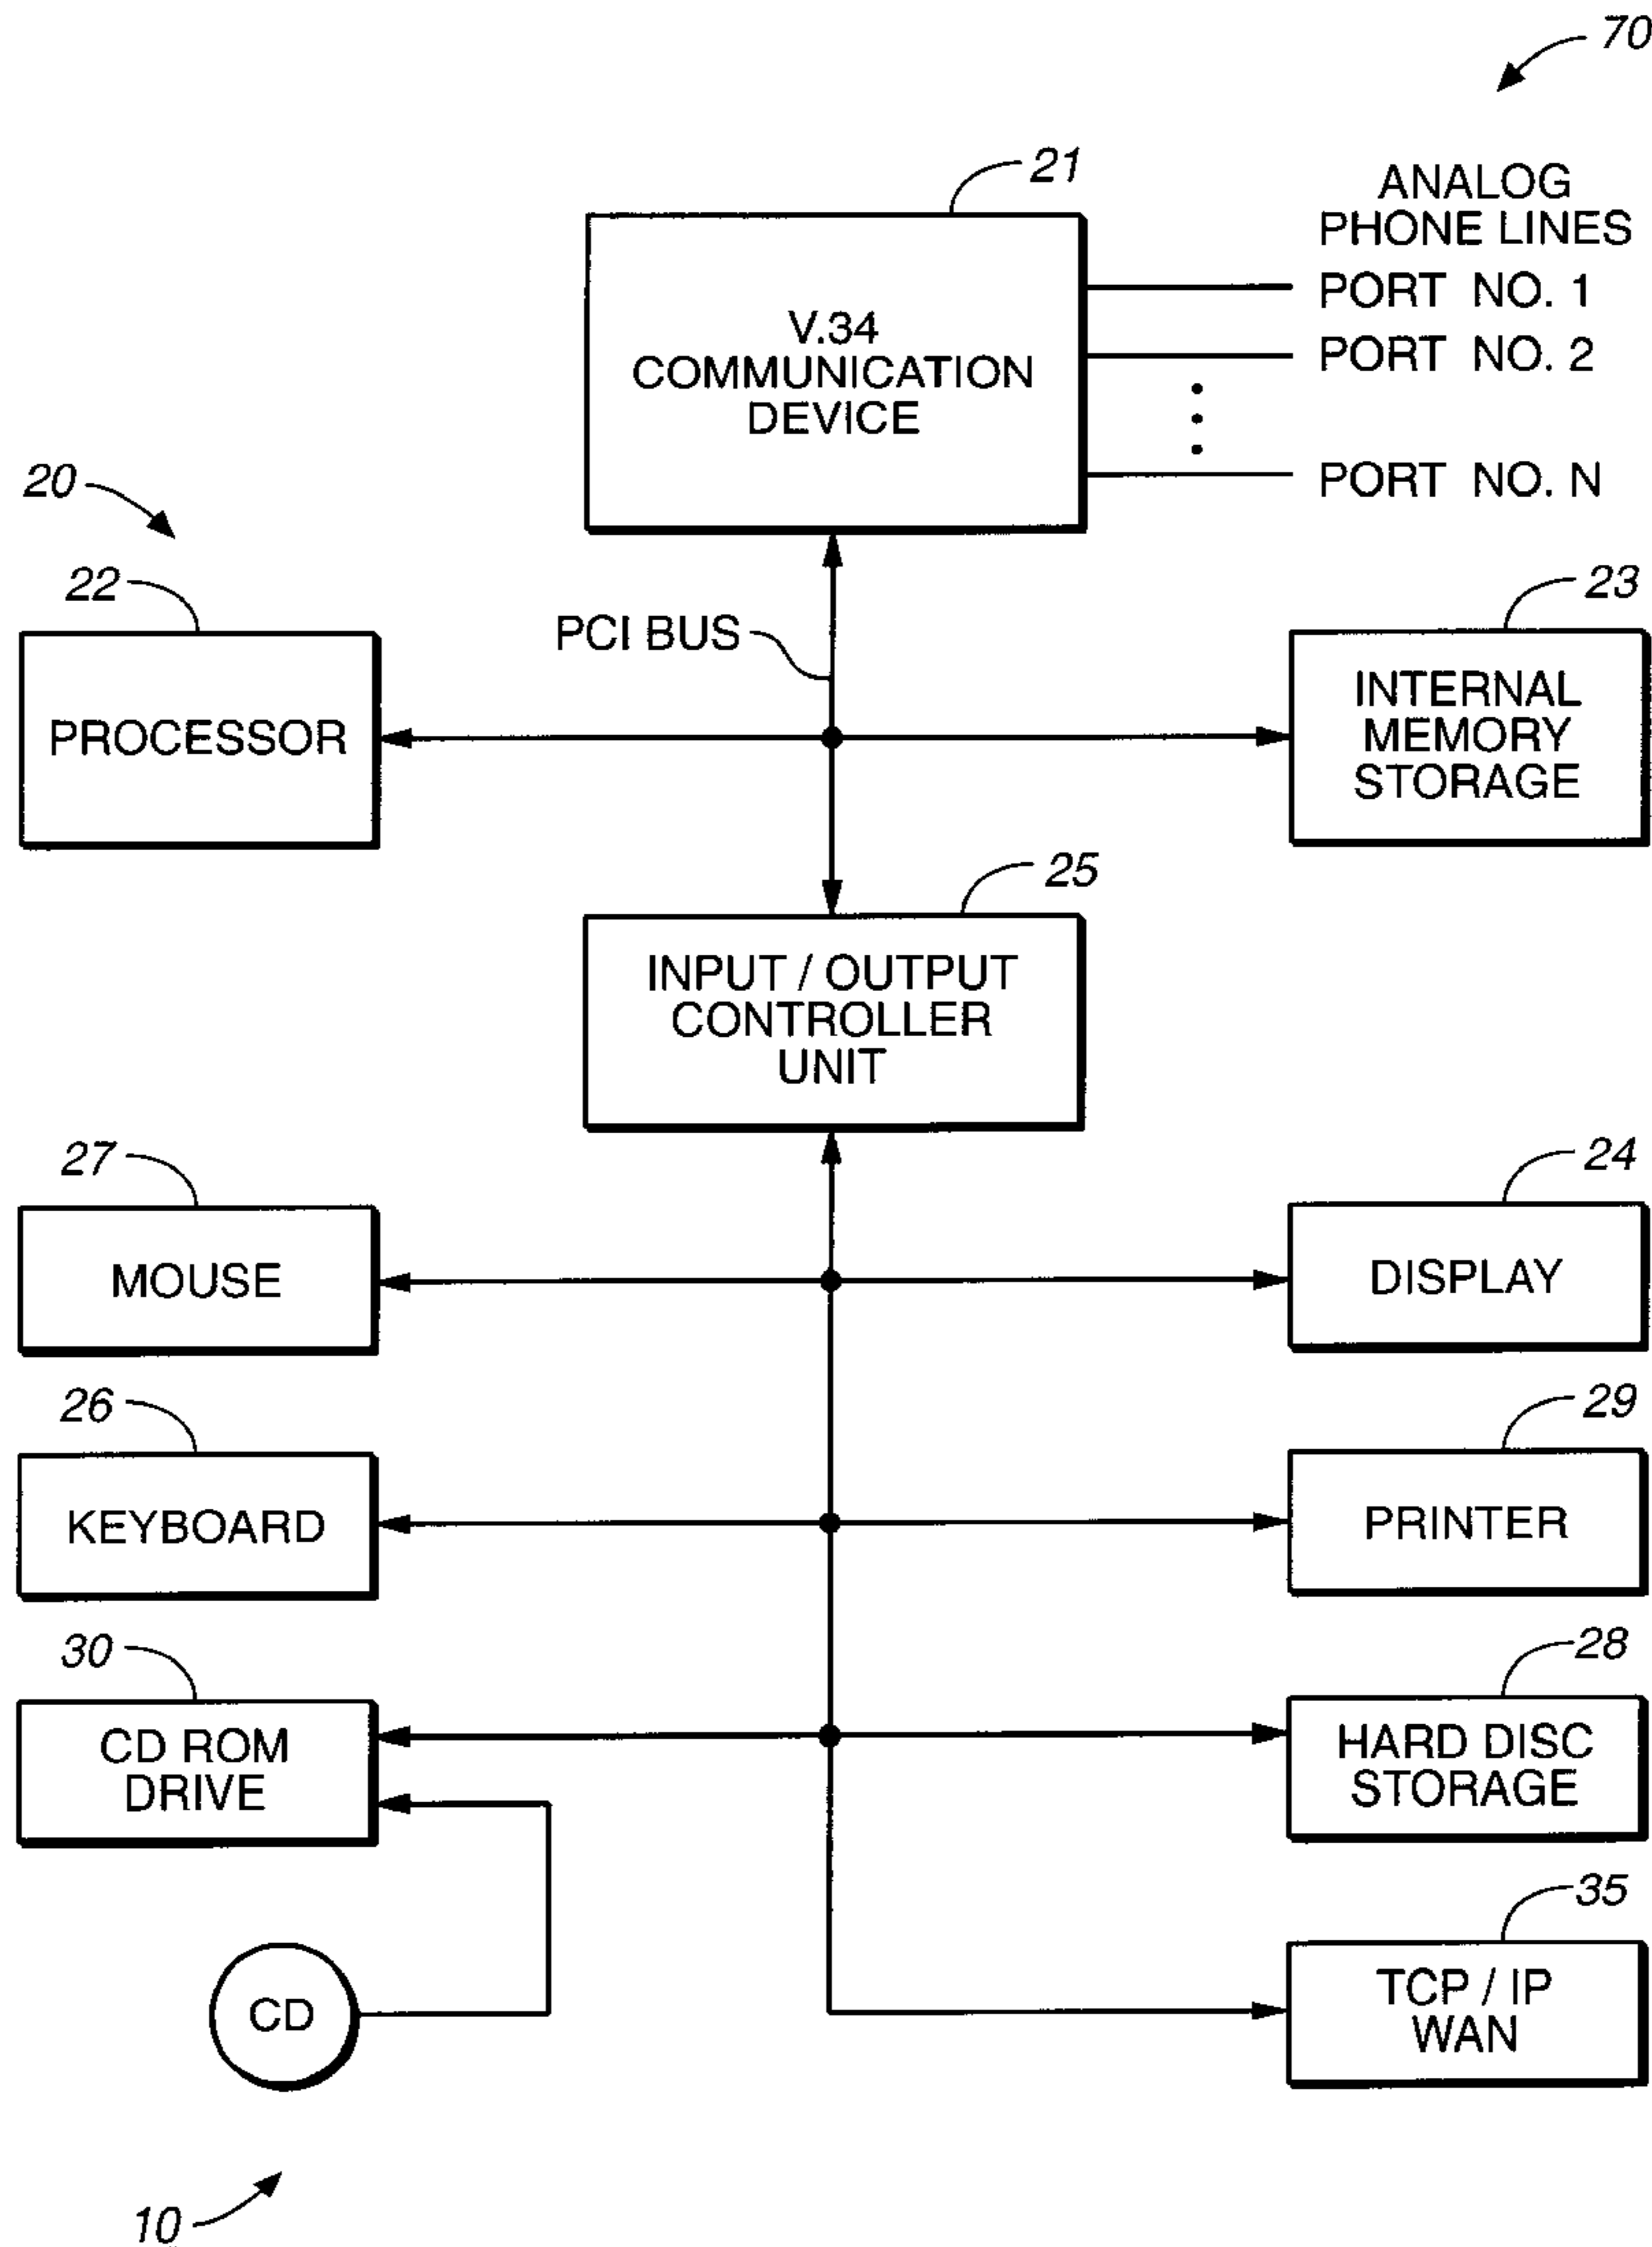 70
21
ANALOG
PHONE LINES
PORT NO. 1
V.34
COMMUNICATION
DEVICE
PORT NO. 2
PORT NO. N
20
22
PCI BUS
23
PROCESSOR
INTERNAL
MEMORY
STORAGE
25
INPUT / OUTPUT
CONTROLLER
UNIT
27
24
MOUSE
DISPLAY
26
29
KEYBOARD
PRINTER
30
28
CD ROM
DRIVE
HARD DISC
STORAGE
35
CD
TCP / IP
WAN
10